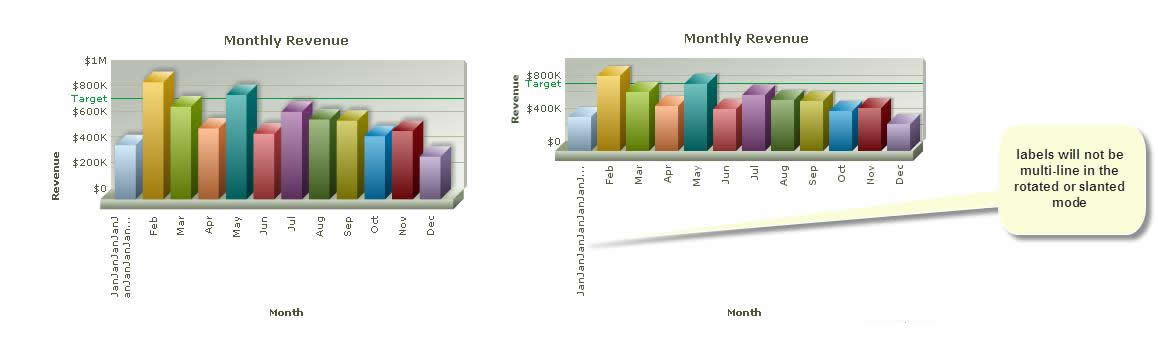 Monthly Revenue
$1M
$800K
Target
$600K
$400K
$200K
$0
Revenue
JanJanJanJanJ
anJanJanJan...
Feb
Mar
Apr
May
Jun
Jul
Aug
Sep
Oct
Nov
Dec
Month
Monthly Revenue
$800K
Target
$400K
$0
Revenue
JanJanJanJanJanJanJ...
Feb
Mar
Apr
May
Jun
Jul
Aug
Sep
Oct
Nov
Dec
Month
labels will not be
multi-line in the
rotated or slanted
mode